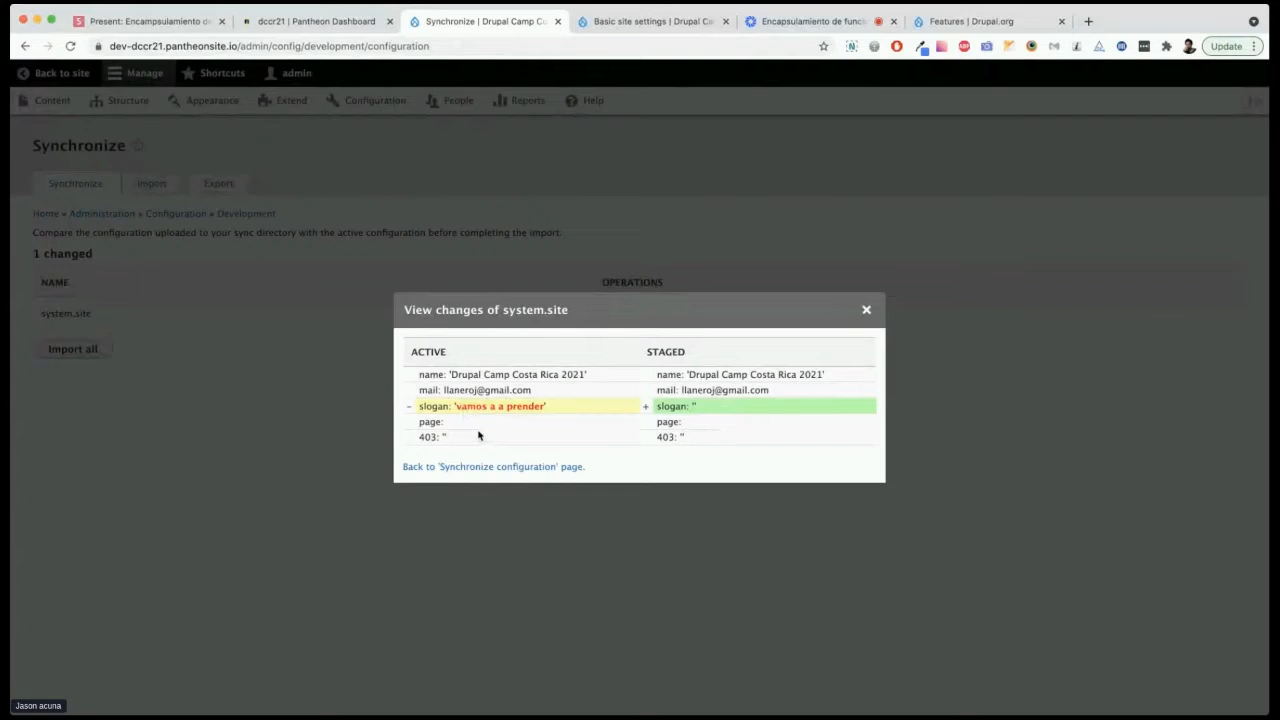 Present: Encampsulamiento de
dccr21 | Pantheon Dashboard
Synchronize | Drupal Camp Co
Basic site settings | Drupal Ca
Encapsulamiento de funci
Features | Drupal.org
dev-dccr21.pantheonsite.io/admin/config/development/configuration
Update
Back to site
Manage
Shortcuts
admin
Content
Structure
Appearance
Extend
Configuration
People
Reports
Help
Synchronize
Synchronize
Import
Export
Home » Administration » Configuration » Development
Compare the configuration uploaded to your sync directory with the active configuration before completing the import.
1 changed
NAME OPERATIONS
system.site
Import all
View changes of system.site
ACTIVE STAGED
name: 'Drupal Camp Costa Rica 2021' name: 'Drupal Camp Costa Rica 2021'
mail: llaneroj@gmail.com mail: llaneroj@gmail.com
- slogan: 'vamos a a prender' + slogan: ''
page: page:
403: '' 403: ''
Back to 'Synchronize configuration' page.
Jason acuna